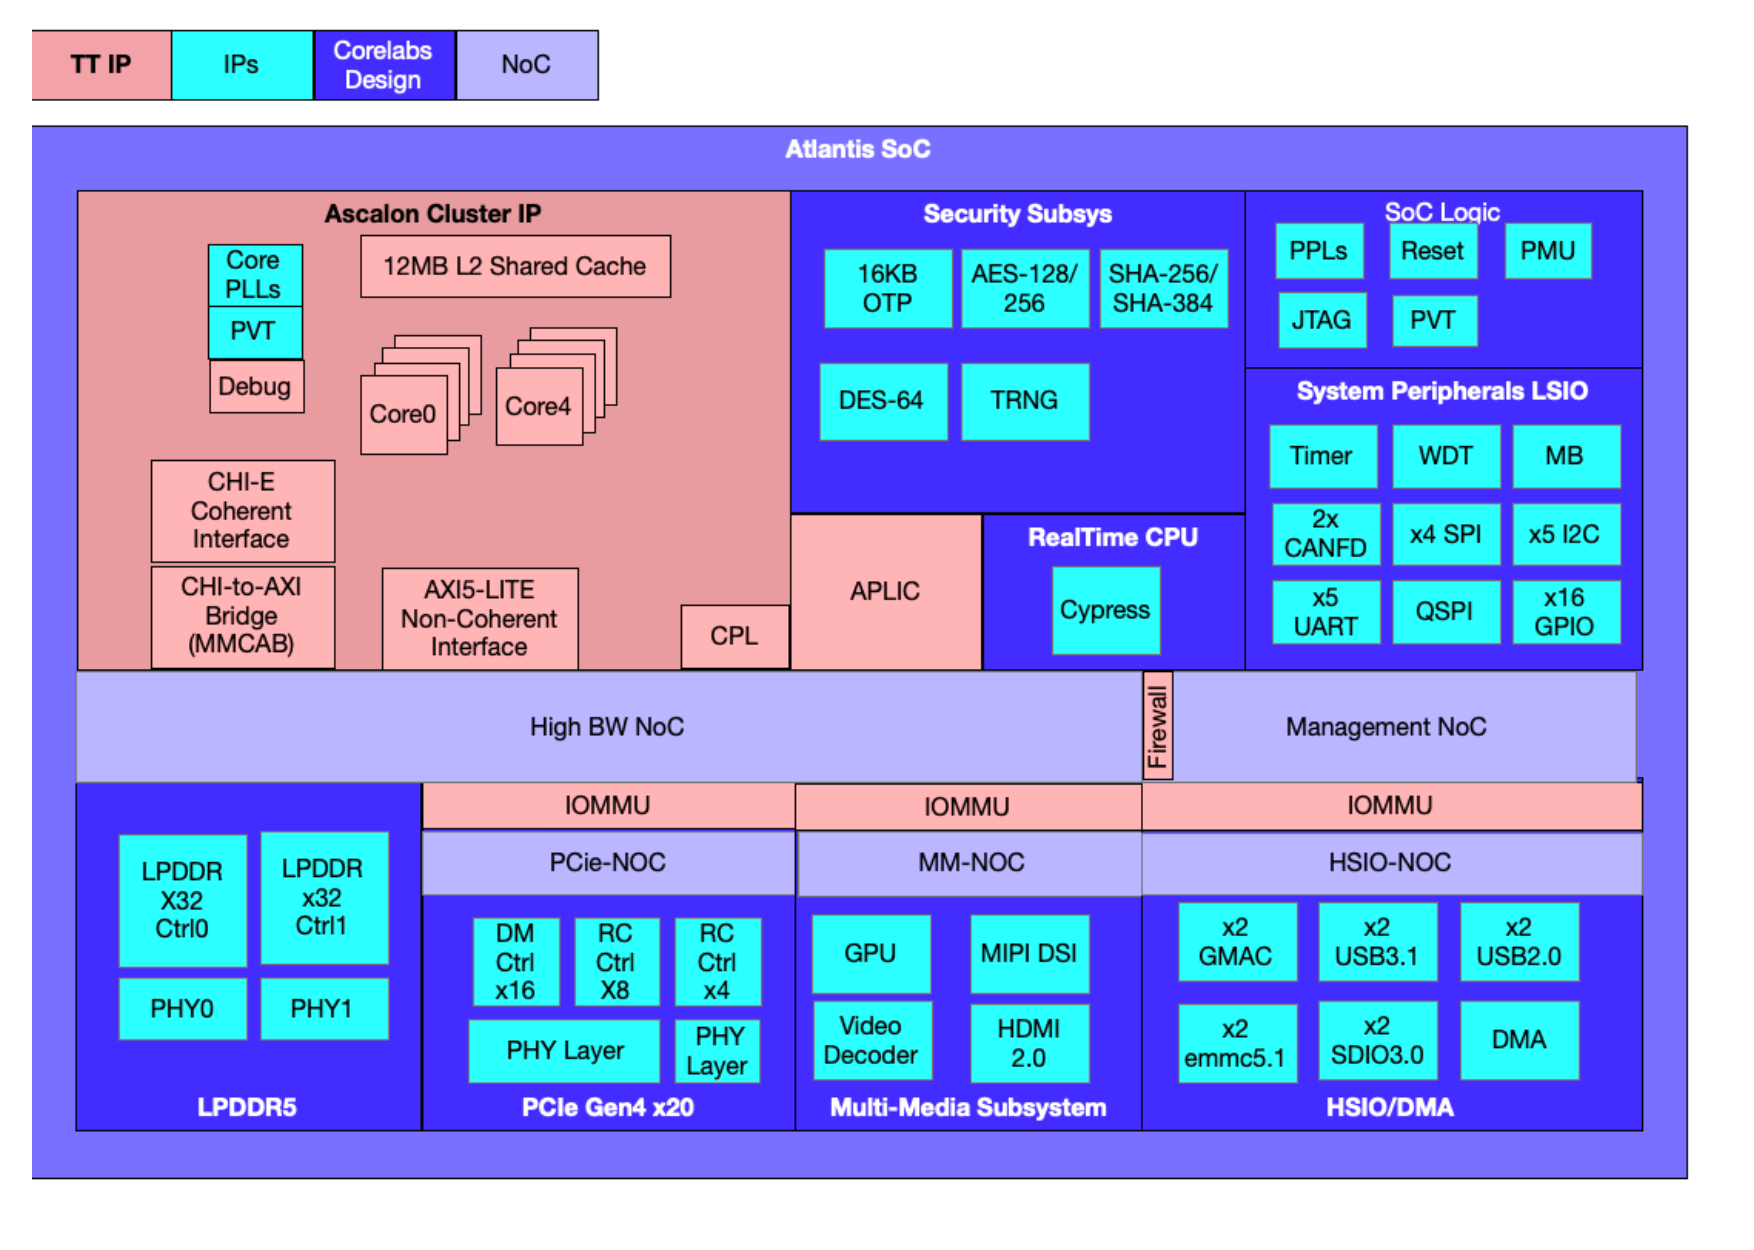 TT IP
IPs
Corelabs
Design
NoC
Atlantis SoC
Ascalon Cluster IP
Core
PLLs
PVT
Debug
12MB L2 Shared Cache
Core0
Core4
CHI-E
Coherent
Interface
CHI-to-AXI
Bridge
(MMCAB)
AXI5-LITE
Non-Coherent
Interface
CPL
Security Subsys
16KB
OTP
AES-128/
256
SHA-256/
SHA-384
DES-64
TRNG
APLIC
RealTime CPU
Cypress
SoC Logic
PPLs
Reset
PMU
JTAG
PVT
System Peripherals LSIO
Timer
WDT
MB
2x
CANFD
x4 SPI
x5 I2C
x5
UART
QSPI
x16
GPIO
High BW NoC
Firewall
Management NoC
LPDDR
X32
Ctrl0
LPDDR
x32
Ctrl1
PHY0
PHY1
LPDDR5
IOMMU
PCie-NOC
DM
Ctrl
x16
RC
Ctrl
X8
RC
Ctrl
x4
PHY Layer
PHY
Layer
PCIe Gen4 x20
IOMMU
MM-NOC
GPU
MIPI DSI
Video
Decoder
HDMI
2.0
Multi-Media Subsystem
IOMMU
HSIO-NOC
x2
GMAC
x2
USB3.1
x2
USB2.0
x2
emmc5.1
x2
SDIO3.0
DMA
HSIO/DMA